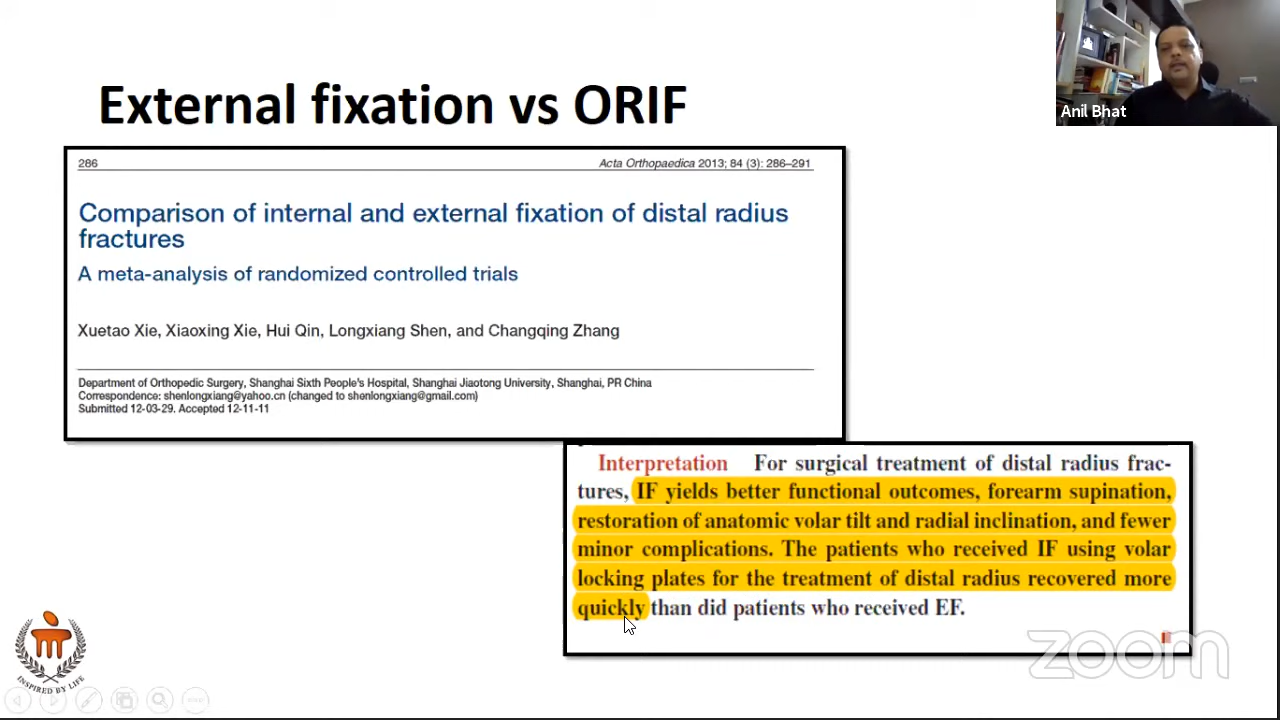 Anil Bhat
External fixation vs ORIF
286 Acta Orthopaedica 2013; 84 (3): 286–291
Comparison of internal and external fixation of distal radius
fractures
A meta-analysis of randomized controlled trials
Xuetao Xie, Xiaoxing Xie, Hui Qin, Longxiang Shen, and Changqing Zhang
Department of Orthopedic Surgery, Shanghai Sixth People's Hospital, Shanghai Jiaotong University, Shanghai, PR China
Correspondence: shenlongxiang@yahoo.cn (changed to shenlongxiang@gmail.com)
Submitted 12-03-29. Accepted 12-11-11
Interpretation For surgical treatment of distal radius frac-
tures, IF yields better functional outcomes, forearm supination,
restoration of anatomic volar tilt and radial inclination, and fewer
minor complications. The patients who received IF using volar
locking plates for the treatment of distal radius recovered more
quickly than did patients who received EF.
INSPIRED BY LIFE
zoom